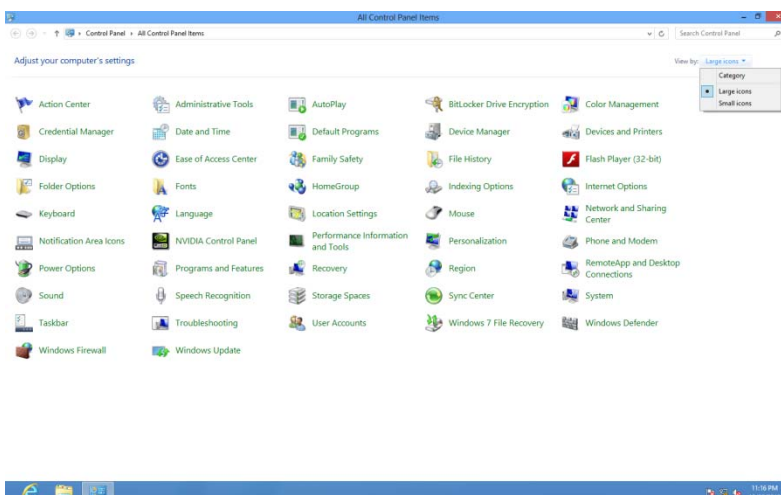 All Control Panel Items
Control Panel All Control Panel Items
Search Control Panel
Adjust your computer's settings
View by: Large icons
Category
Large icons
Small icons
Action Center Administrative Tools AutoPlay BitLocker Drive Encryption Color Management
Credential Manager Date and Time Default Programs Device Manager Devices and Printers
Display Ease of Access Center Family Safety File History Flash Player (32-bit)
Folder Options Fonts HomeGroup Indexing Options Internet Options
Keyboard Language Location Settings Mouse Network and Sharing
Center
Notification Area Icons NVIDIA Control Panel Performance Information
and Tools Personalization Phone and Modem
Power Options Programs and Features Recovery Region RemoteApp and Desktop
Connections
Sound Speech Recognition Storage Spaces Sync Center System
Taskbar Troubleshooting User Accounts Windows 7 File Recovery Windows Defender
Windows Firewall Windows Update
11:16 PM